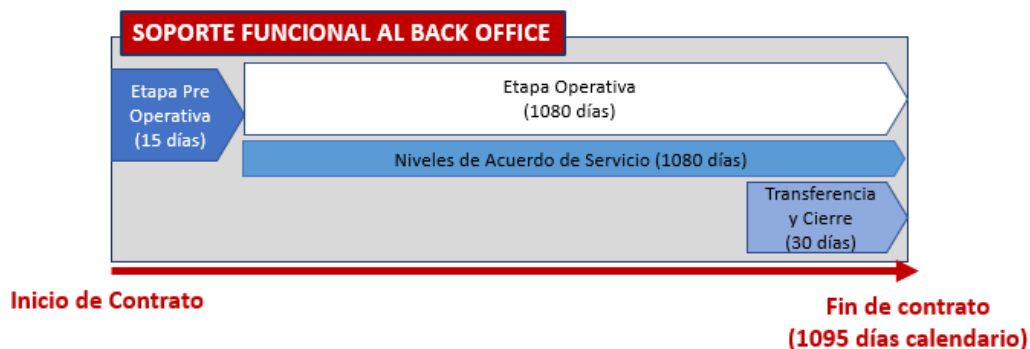 SOPORTE FUNCIONAL AL BACK OFFICE
Etapa Pre
Operativa
(15 días)
Etapa Operativa
(1080 días)
Niveles de Acuerdo de Servicio (1080 días)
Transferencia
y Cierre
(30 días)
Inicio de Contrato
Fin de contrato
(1095 días calendario)